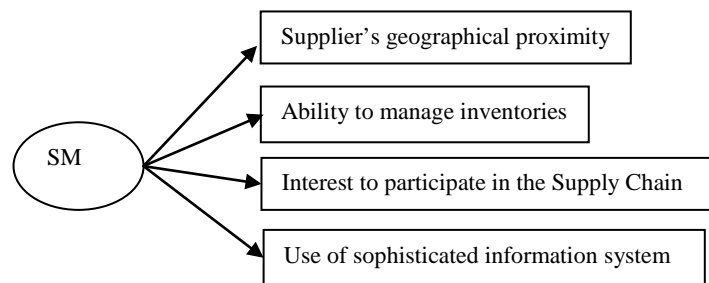 Supplier’s geographical proximity
Ability to manage inventories
SM
Interest to participate in the Supply Chain
Use of sophisticated information system